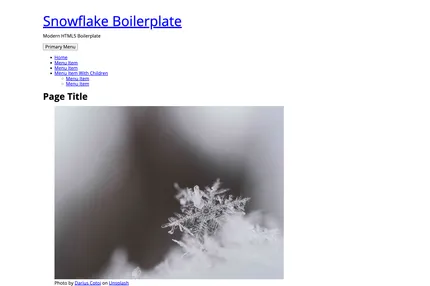 Snowflake Boilerplate
Modern HTML5 Boilerplate
Primary Menu
Home
Menu Item
Menu Item
Menu Item With Children
Menu Item
Menu Item
Page Title
Photo by Darius Cotoi on Unsplash